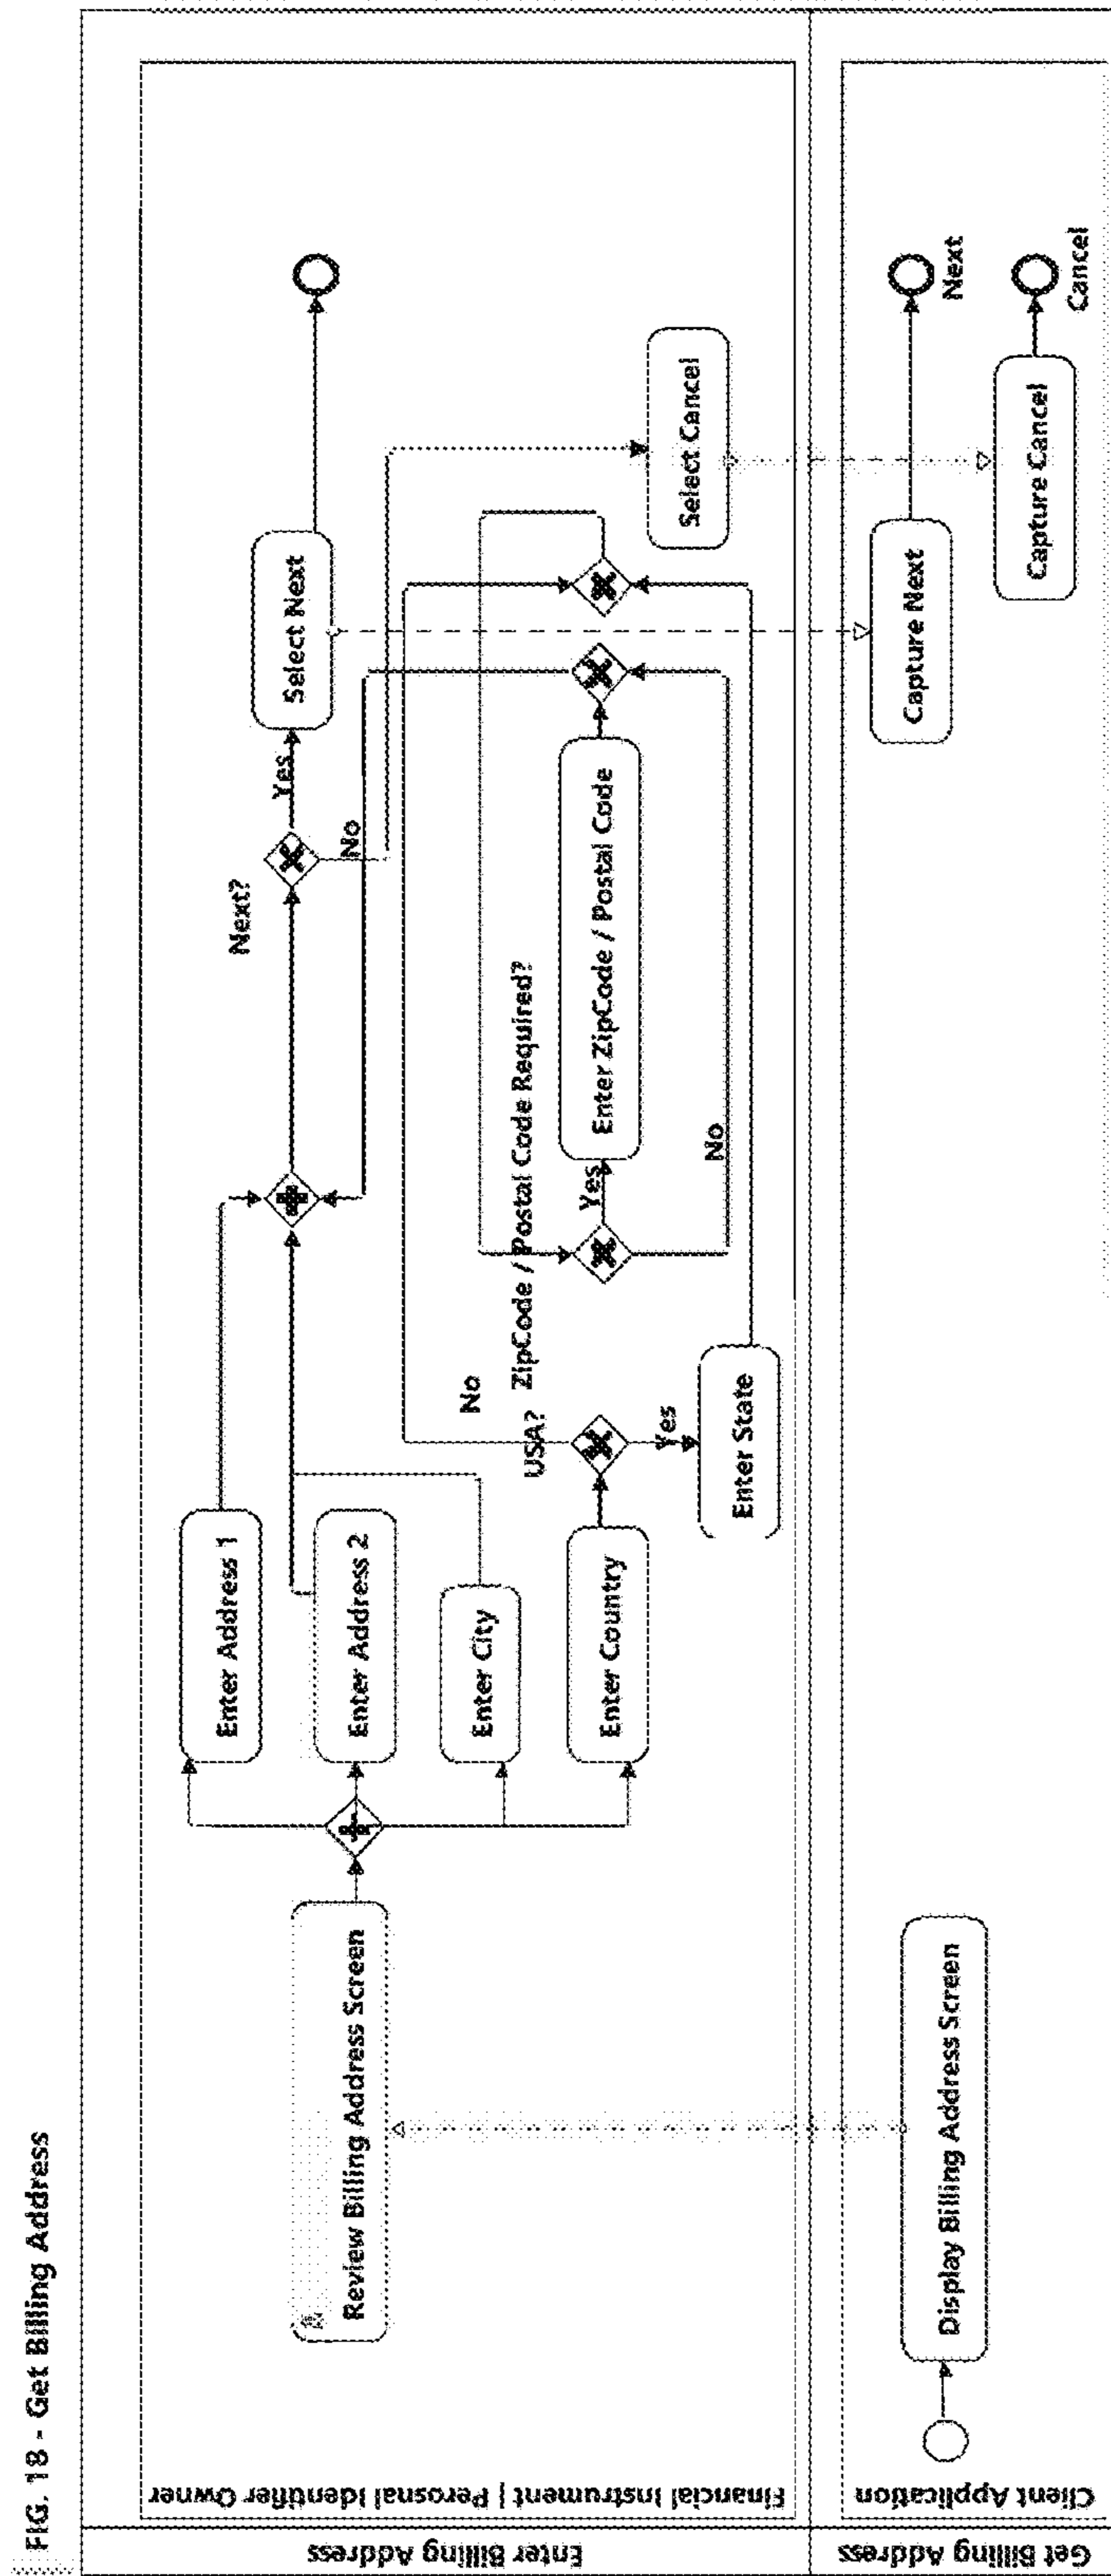 FIG. 18 - Get Billing Address
Enter Billing Address
Financial Instrument | Perosnal Identifier Owner
Review Billing Address Screen
Enter Address 1
Enter Address 2
Enter City
Enter Country
USA?
No
Yes
Enter State
ZipCode / Postal Code Required?
Yes
No
Enter ZipCode / Postal Code
Next?
Yes
No
Select Next
Select Cancel
Get Billing Address
Client Application
Display Billing Address Screen
Capture Next
Next
Capture Cancel
Cancel